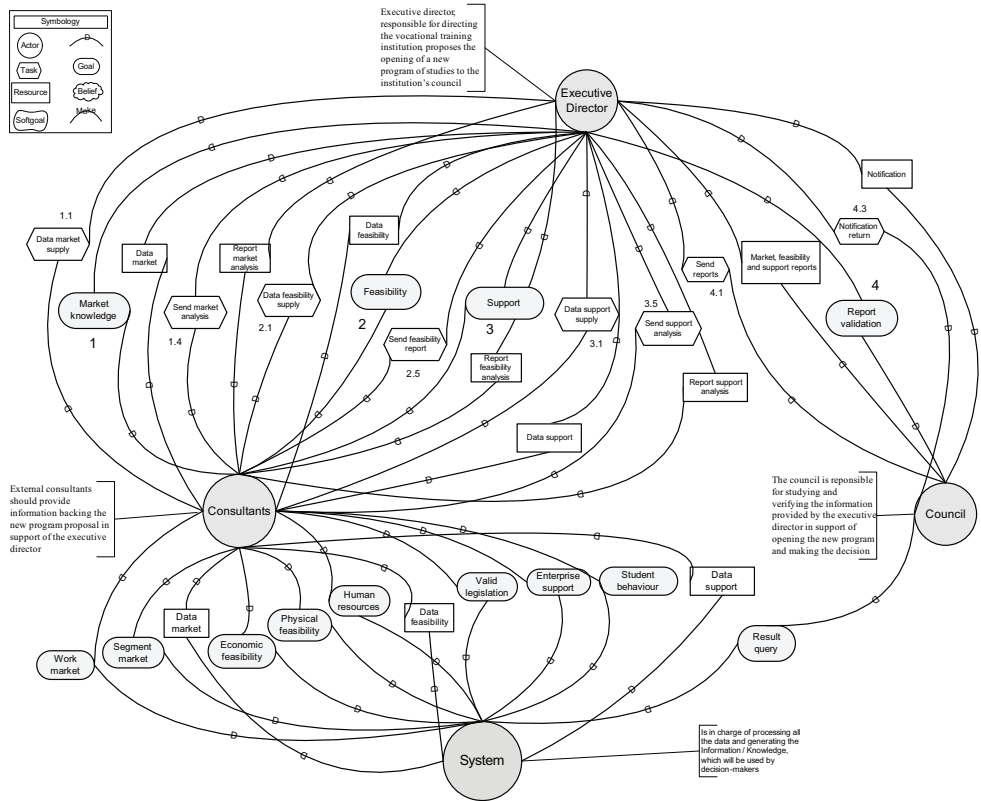 Symbology
Actor
D
Task
Goal
Resource
Belief
Make
Softgoal
Executive director,
responsible for directing
the vocational training
institution, proposes the
opening of a new
program of studies to the
institution's council
Executive
Director
Notification
4.3
Notification
return
1.1
Data market
supply
Data
market
Report
market
analysis
Data
feasibility
Send
reports
4.1
Market, feasibility
and support reports
4
Report
validation
Market
knowledge
1
Send market
analysis
1.4
Data feasibility
supply
2.1
Feasibility
2
Send feasibility
report
2.5
Support
3
Report
feasibility
analysis
Data support
supply
3.1
3.5
Send support
analysis
Report support
analysis
Data support
External consultants
should provide
information backing the
new program proposal in
support of the executive
director
Consultants
The council is reponsible
for studying and
verifying the information
provided by the executive
director in support of
opening the new program
and making the decision
Council
Work
market
Segment
market
Data
market
Economic
feasibility
Physical
feasibility
Human
resources
Data
feasibility
Valid
legislation
Enterprise
support
Student
behaviour
Data
support
Result
query
System
Is in charge of processing all
the data and generating the
Information / Knowledge,
which will be used by
decision-makers